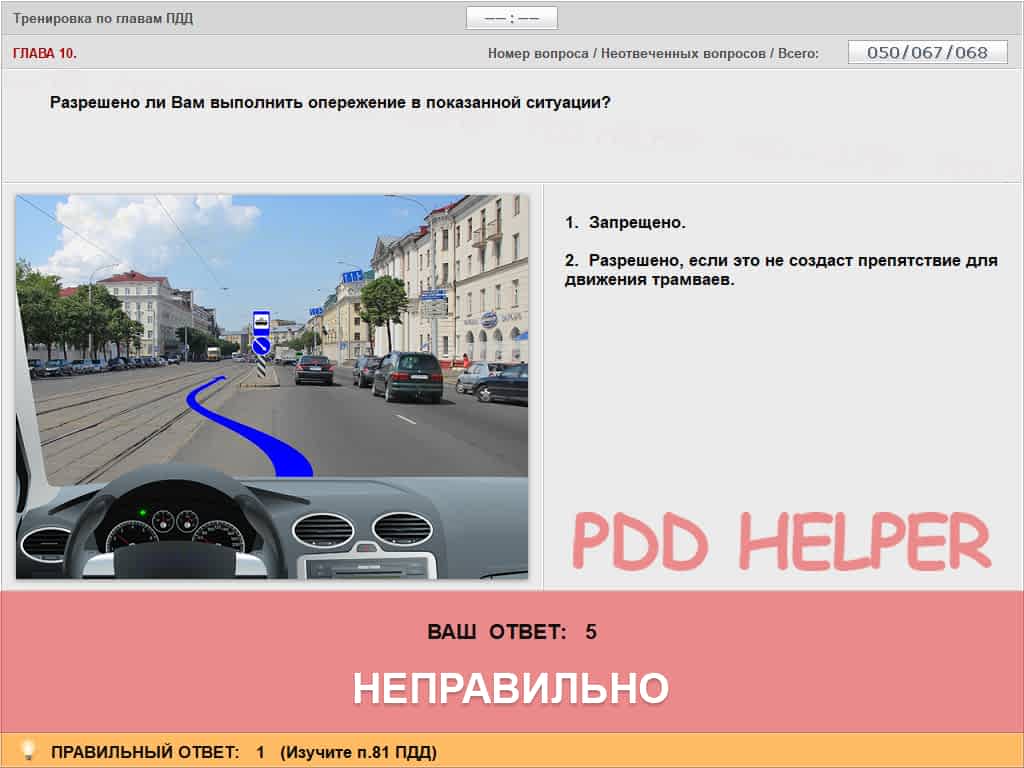 Тренировка по главам ПДД
—— : ——
ГЛАВА 10.
Номер вопроса / Неотвеченных вопросов / Всего:
050/067/068
Разрешено ли Вам выполнить опережение в показанной ситуации?
1. Запрещено.
2. Разрешено, если это не создаст препятствие для
движения трамваев.
PDD HELPER
ВАШ ОТВЕТ: 5
НЕПРАВИЛЬНО
ПРАВИЛЬНЫЙ ОТВЕТ: 1 (Изучите п.81 ПДД)